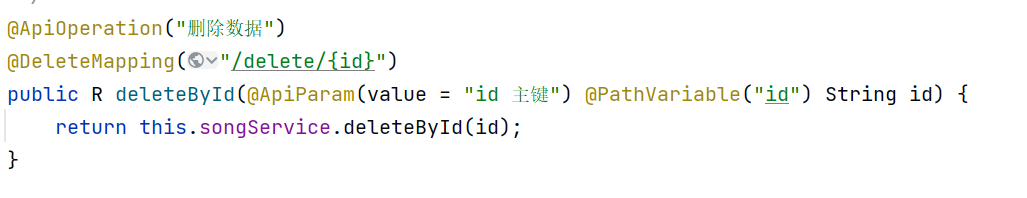 @ApiOperation("删除数据")
@DeleteMapping("/delete/{id}")
public R deleteById(@ApiParam(value = "id 主键") @PathVariable("id") String id) {
    return this.songService.deleteById(id);
}